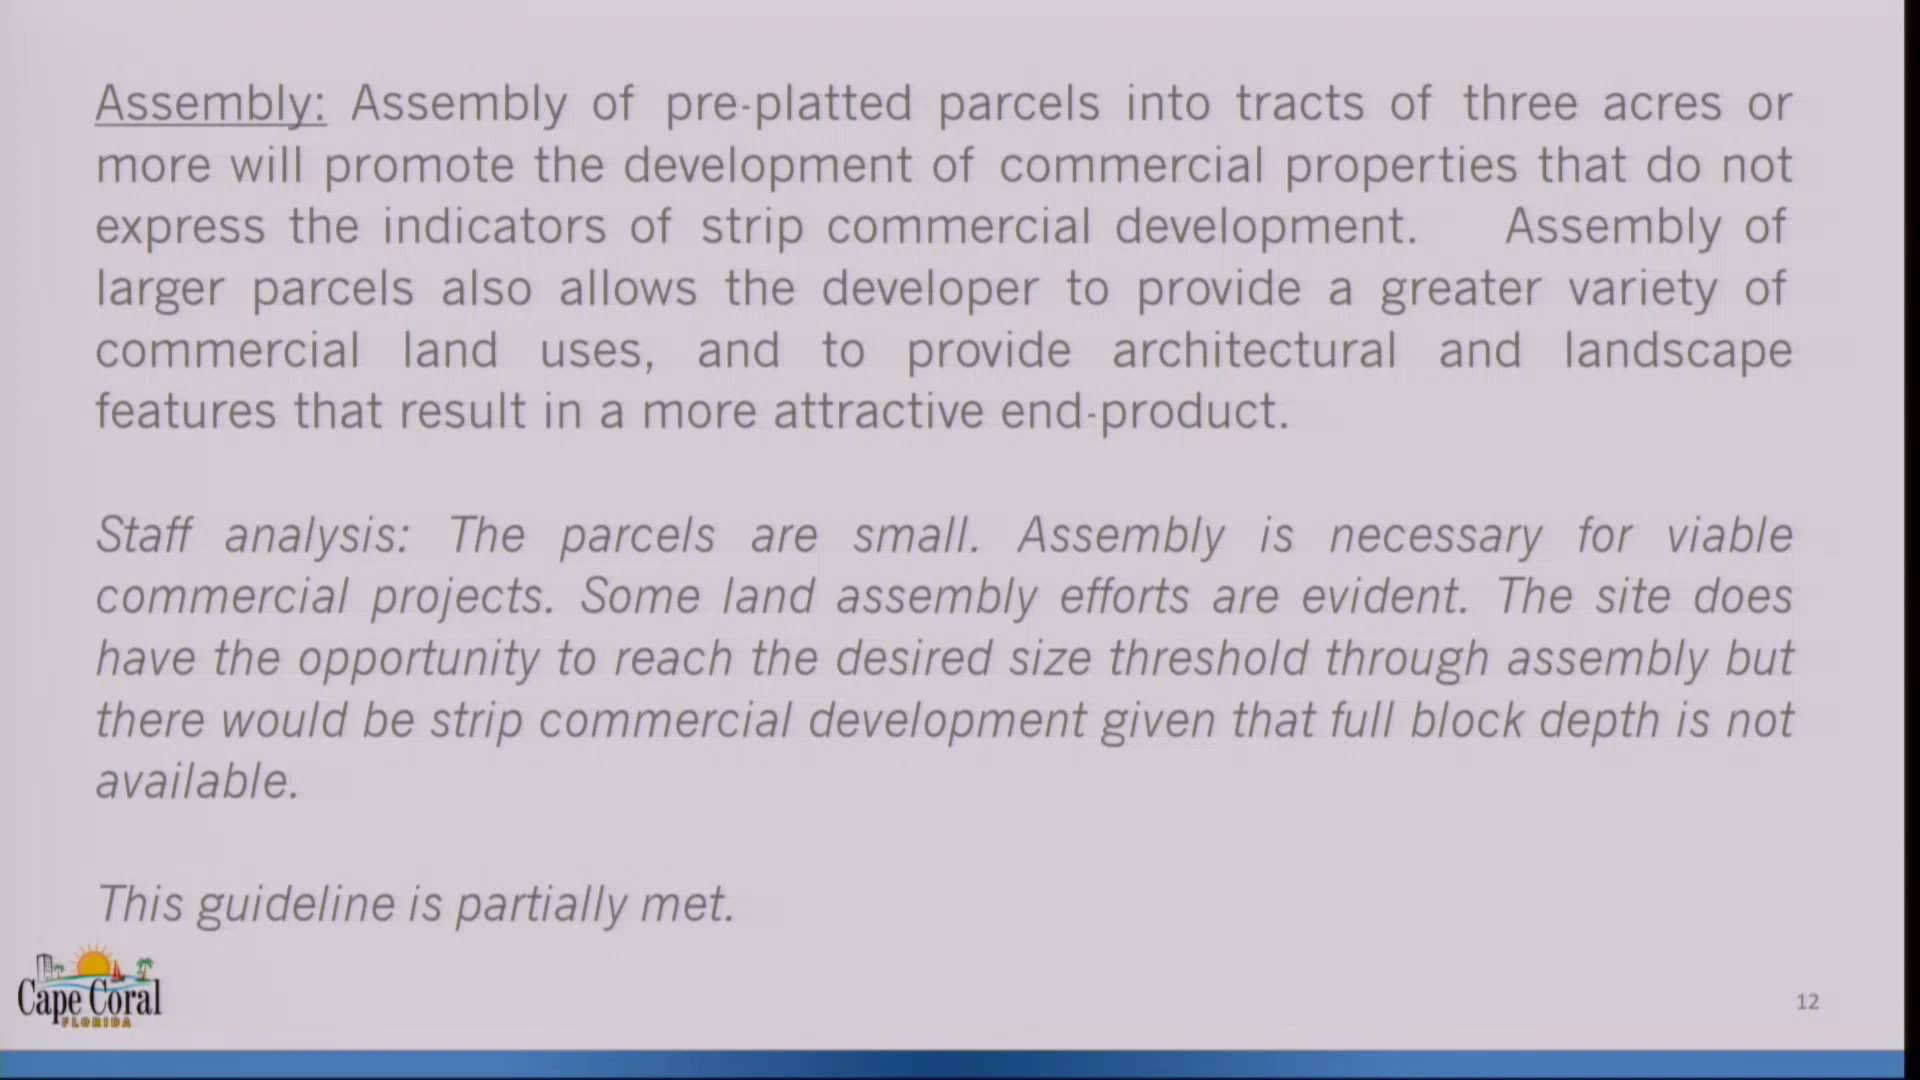 Assembly: Assembly of pre-platted parcels into tracts of three acres or
more will promote the development of commercial properties that do not
express the indicators of strip commercial development. Assembly of
larger parcels also allows the developer to provide a greater variety of
commercial land uses, and to provide architectural and landscape
features that result in a more attractive end-product.
Staff analysis: The parcels are small. Assembly is necessary for viable
commercial projects. Some land assembly efforts are evident. The site does
have the opportunity to reach the desired size threshold through assembly but
there would be strip commercial development given that full block depth is not
available.
This guideline is partially met.
Cape Coral
FLORIDA
12